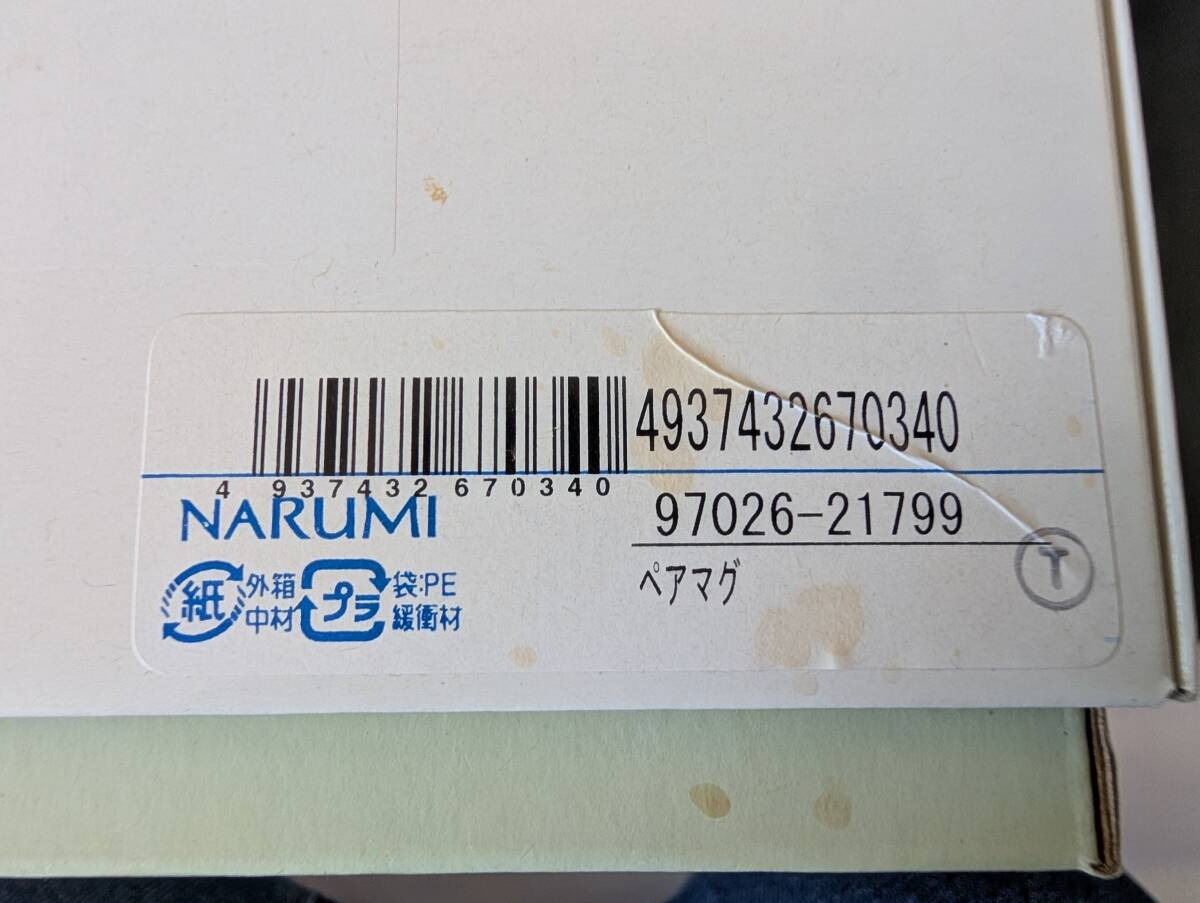 4937432670340
4 937432 670340
97026-21799
NARUMI
ペアマグ
T
紙 外箱 中材
プラ 袋:PE 緩衝材